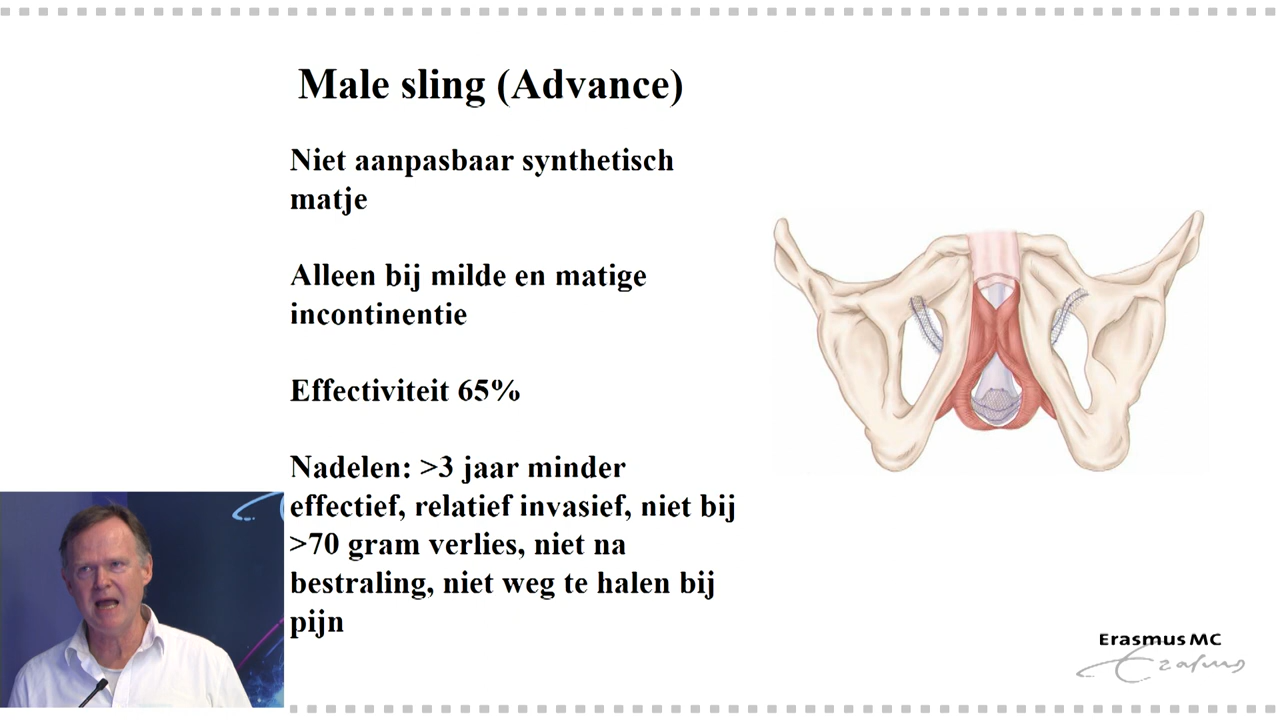 Male sling (Advance)
Niet aanpasbaar synthetisch
matje
Alleen bij milde en matige
incontinentie
Effectiviteit 65%
Nadelen: >3 jaar minder
effectief, relatief invasief, niet bij
>70 gram verlies, niet na
bestraling, niet weg te halen bij
pijn
Erasmus MC
Erasmus